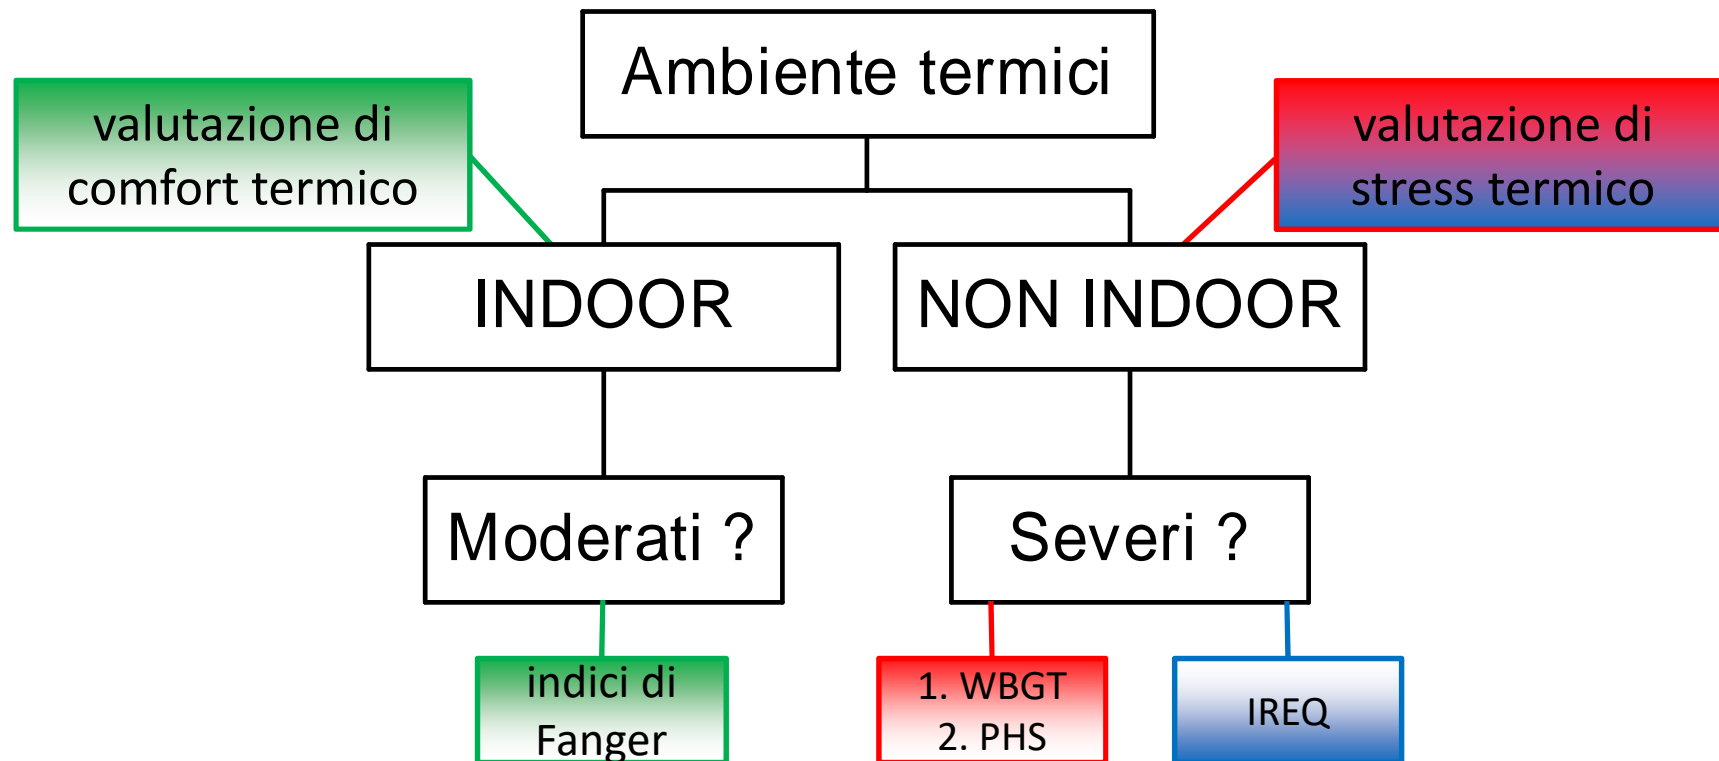 Ambiente termici
valutazione di
comfort termico
valutazione di
stress termico
INDOOR
NON INDOOR
Moderati ?
Severi ?
indici di
Fanger
1. WBGT
2. PHS
IREQ